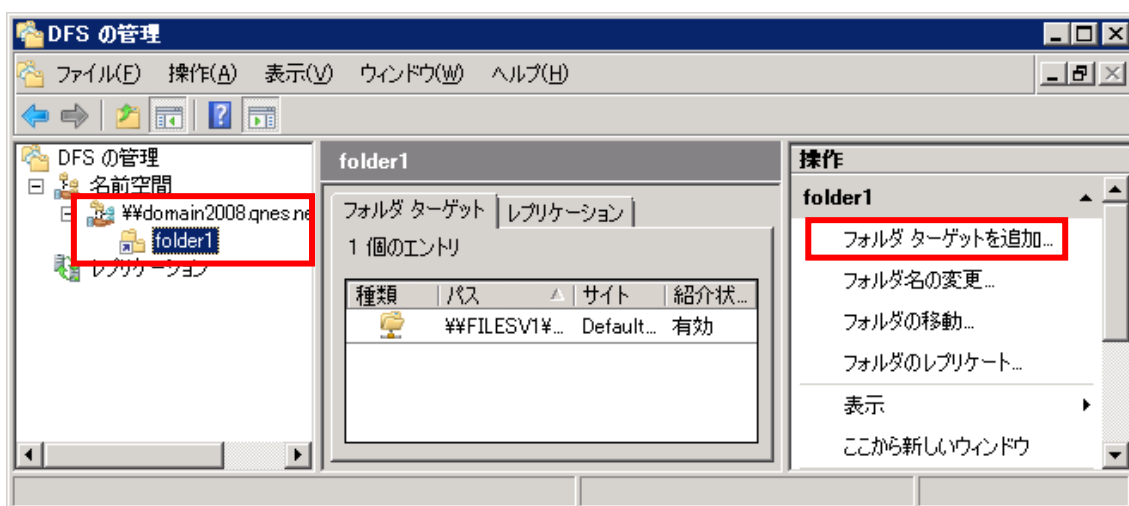 DFS の管理
ファイル(F) 操作(A) 表示(V) ウィンドウ(W) ヘルプ(H)
DFS の管理
名前空間
¥¥domain2008.qnes.ne
folder1
レプリケーション
folder1
フォルダ ターゲット レプリケーション
1 個のエントリ
種類 パス サイト 紹介状...
¥¥FILESV1¥... Default... 有効
操作
folder1
フォルダ ターゲットを追加...
フォルダ名の変更...
フォルダの移動...
フォルダのレプリケート...
表示
ここから新しいウィンドウ